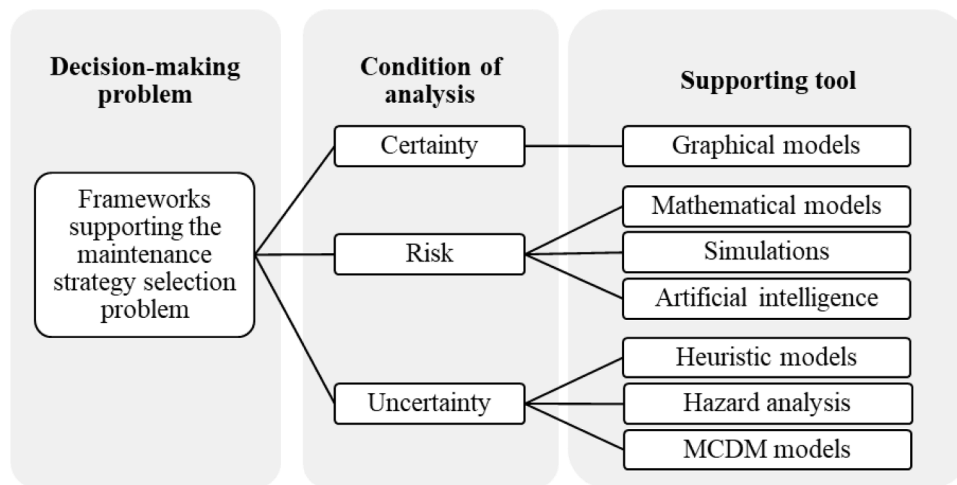 Decision-making
problem
Condition of
analysis
Supporting tool
Frameworks
supporting the
maintenance
strategy selection
problem
Certainty
Risk
Uncertainty
Graphical models
Mathematical models
Simulations
Artificial intelligence
Heuristic models
Hazard analysis
MCDM models